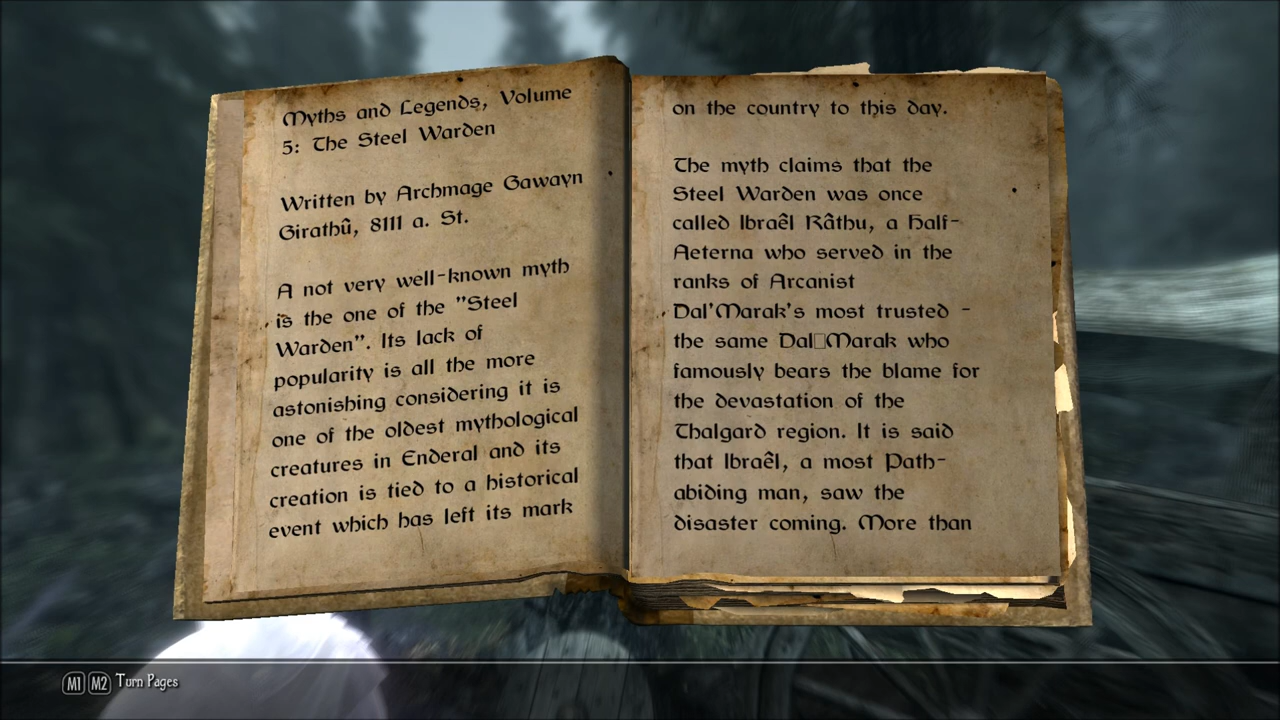 Myths and Legends, Volume
5: The Steel Warden
Written by Archmage Gawayn
Girathû, 8111 a. St.
A not very well-known myth
is the one of the "Steel
Warden". Its lack of
popularity is all the more
astonishing considering it is
one of the oldest mythological
creatures in Enderal and its
creation is tied to a historical
event which has left its mark
on the country to this day.
The myth claims that the
Steel Warden was once
called Ibraêl Râthu, a Half-
Aeterna who served in the
ranks of Arcanist
Dal'Marak's most trusted -
the same Dal□Marak who
famously bears the blame for
the devastation of the
Thalgard region. It is said
that Ibraêl, a most Path-
abiding man, saw the
disaster coming. More than
M1 M2 Turn Pages